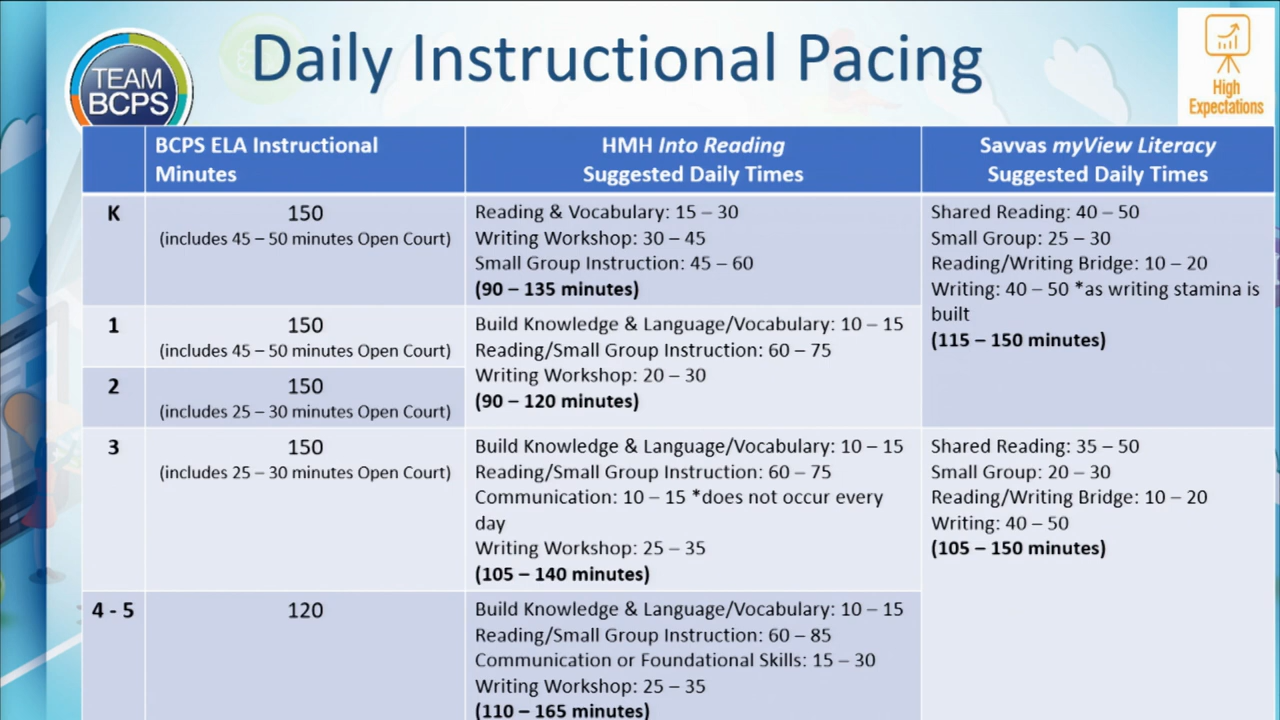 Daily Instructional Pacing
TEAM
BCPS
High
Expectations
BCPS ELA Instructional
Minutes
HMH Into Reading
Suggested Daily Times
Savvas myView Literacy
Suggested Daily Times
K
150
(includes 45 – 50 minutes Open Court)
Reading & Vocabulary: 15 – 30
Writing Workshop: 30 – 45
Small Group Instruction: 45 – 60
(90 – 135 minutes)
Shared Reading: 40 – 50
Small Group: 25 – 30
Reading/Writing Bridge: 10 – 20
Writing: 40 – 50 *as writing stamina is
built
(115 – 150 minutes)
1
150
(includes 45 – 50 minutes Open Court)
Build Knowledge & Language/Vocabulary: 10 – 15
Reading/Small Group Instruction: 60 – 75
Writing Workshop: 20 – 30
(90 – 120 minutes)
2
150
(includes 25 – 30 minutes Open Court)
3
150
(includes 25 – 30 minutes Open Court)
Build Knowledge & Language/Vocabulary: 10 – 15
Reading/Small Group Instruction: 60 – 75
Communication: 10 – 15 *does not occur every
day
Writing Workshop: 25 – 35
(105 – 140 minutes)
Shared Reading: 35 – 50
Small Group: 20 – 30
Reading/Writing Bridge: 10 – 20
Writing: 40 – 50
(105 – 150 minutes)
4 - 5
120
Build Knowledge & Language/Vocabulary: 10 – 15
Reading/Small Group Instruction: 60 – 85
Communication or Foundational Skills: 15 – 30
Writing Workshop: 25 – 35
(110 – 165 minutes)